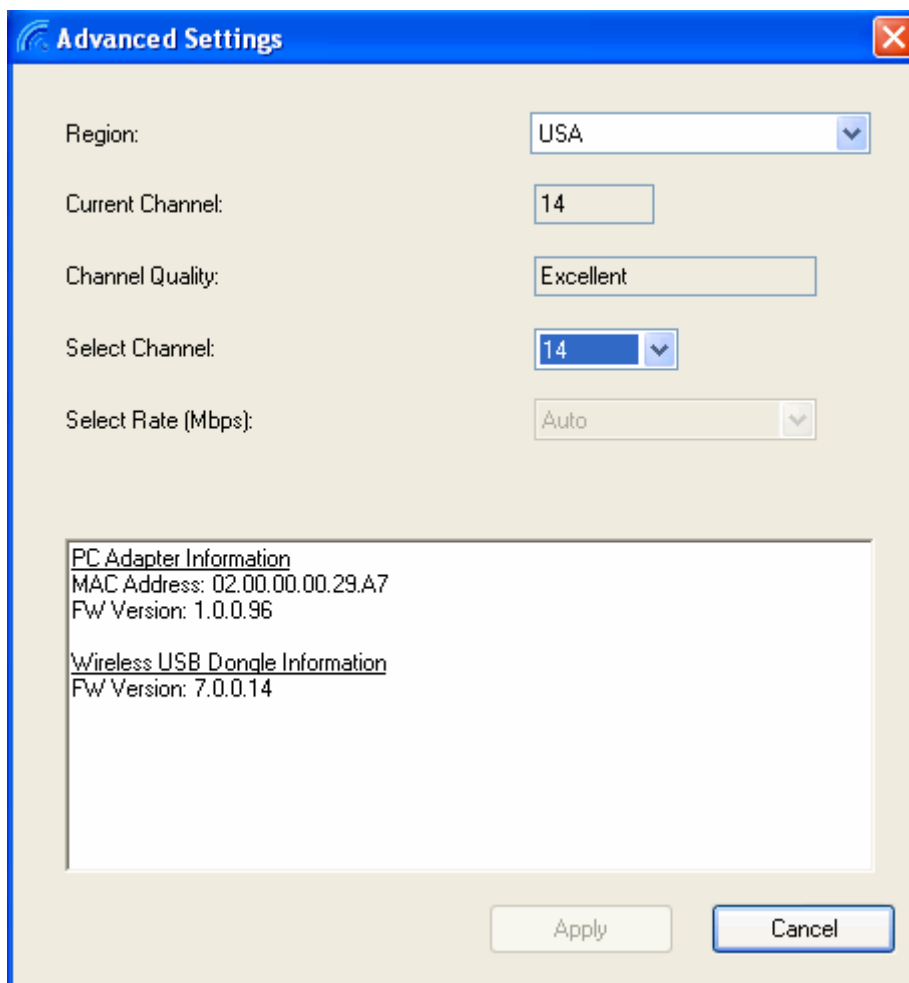 Advanced Settings
Region: USA
Current Channel: 14
Channel Quality: Excellent
Select Channel: 14
Select Rate (Mbps): Auto
PC Adapter Information
MAC Address: 02.00.00.00.29.A7
FW Version: 1.0.0.96
Wireless USB Dongle Information
FW Version: 7.0.0.14
Apply Cancel